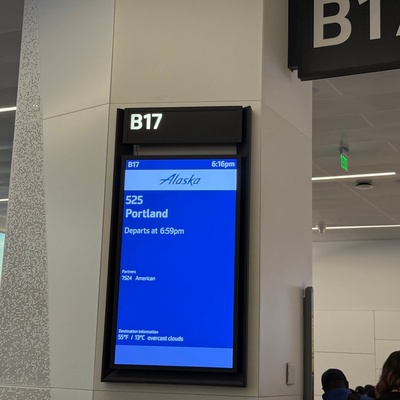 B17
B17
B17 6:16pm
Alaska
525
Portland
Departs at 6:59pm
Partners
7524 American
Destination Information
55°F / 13°C overcast clouds